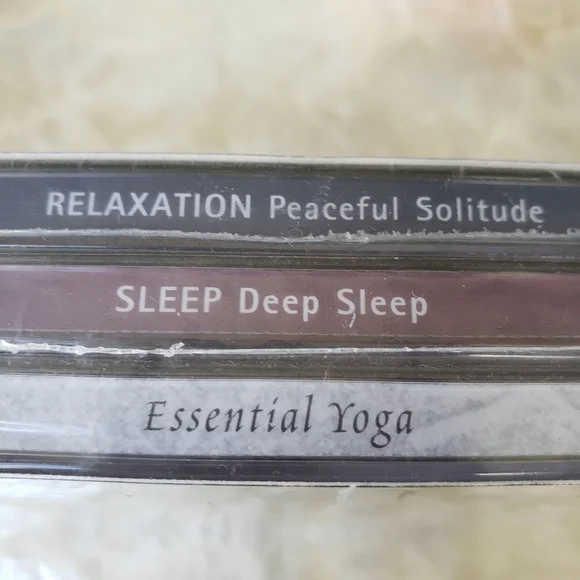 RELAXATION Peaceful Solitude
SLEEP Deep Sleep
Essential Yoga